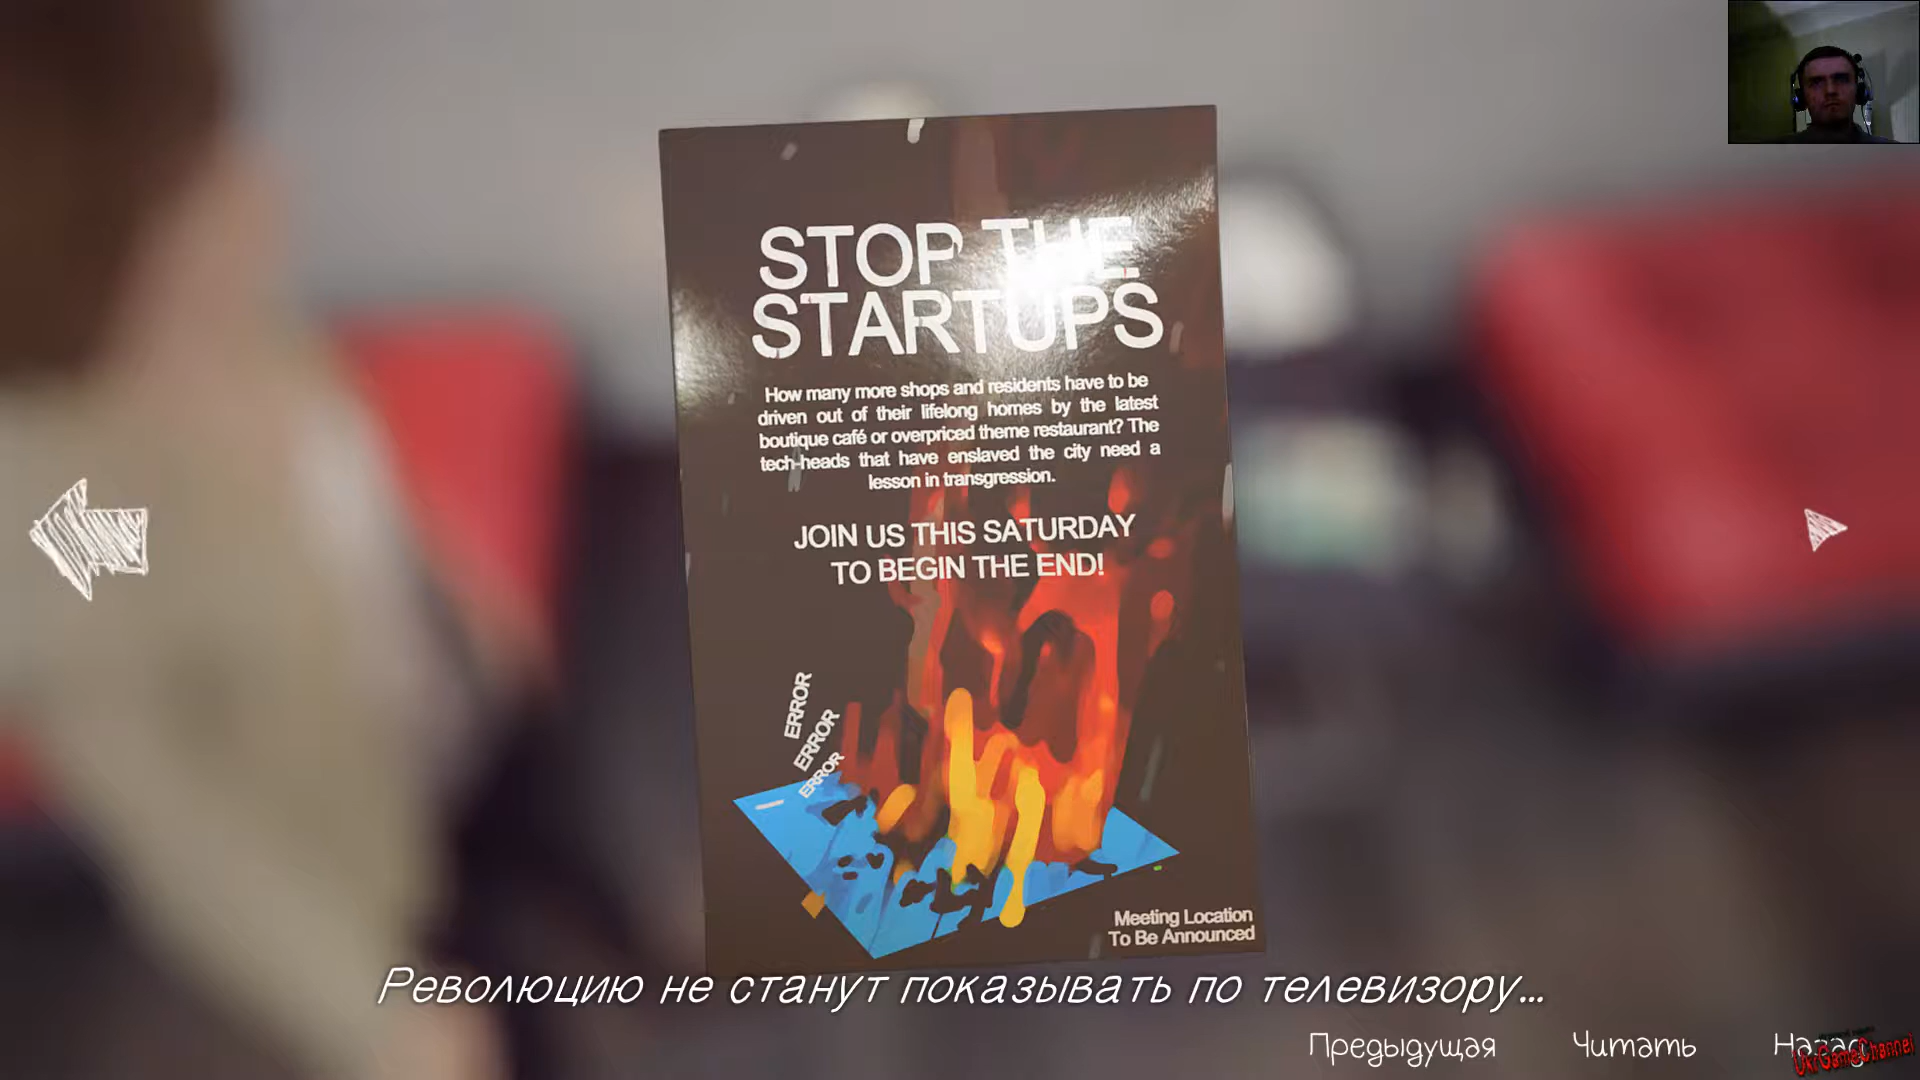 STOP THE
STARTUPS
How many more shops and residents have to be
driven out of their lifelong homes by the latest
boutique café or overpriced theme restaurant? The
tech-heads that have enslaved the city need a
lesson in transgression.
JOIN US THIS SATURDAY
TO BEGIN THE END!
ERROR
ERROR
ERROR
Meeting Location
To Be Announced
Революцию не станут показывать по телевизору...
Предыдущая
Читать
Назад
UkrGameChannel